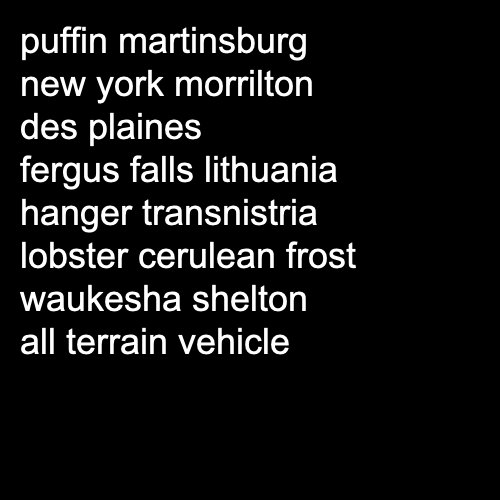 puffin martinsburg
new york morrilton
des plaines
fergus falls lithuania
hanger transnistria
lobster cerulean frost
waukesha shelton
all terrain vehicle